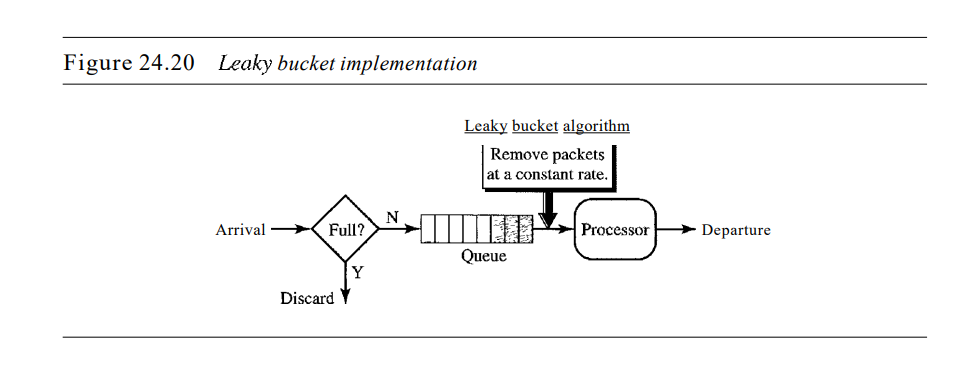 Figure 24.20 Leaky bucket implementation
Leaky bucket algorithm
Remove packets
at a constant rate.
Arrival
Full?
N
Queue
Processor
Departure
Y
Discard